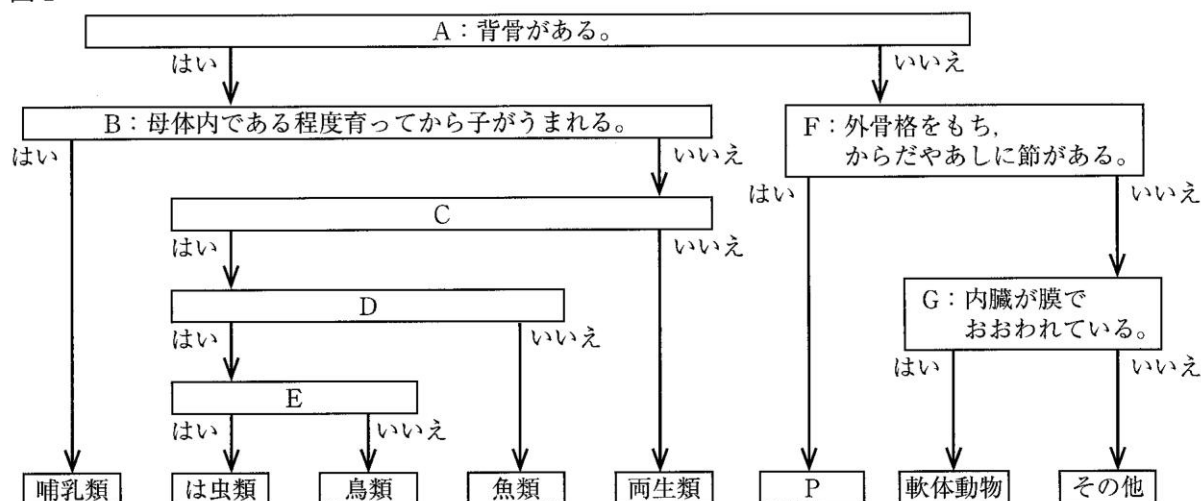 A：背骨がある。
はい
いいえ
B：母体内である程度育ってから子がうまれる。
はい
いいえ
F：外骨格をもち，
からだやあしに節がある。
はい
いいえ
C
はい
いいえ
D
はい
いいえ
G：内臓が膜で
おおわれている。
はい
いいえ
E
はい
いいえ
哺乳類
は虫類
鳥類
魚類
両生類
P
軟体動物
その他